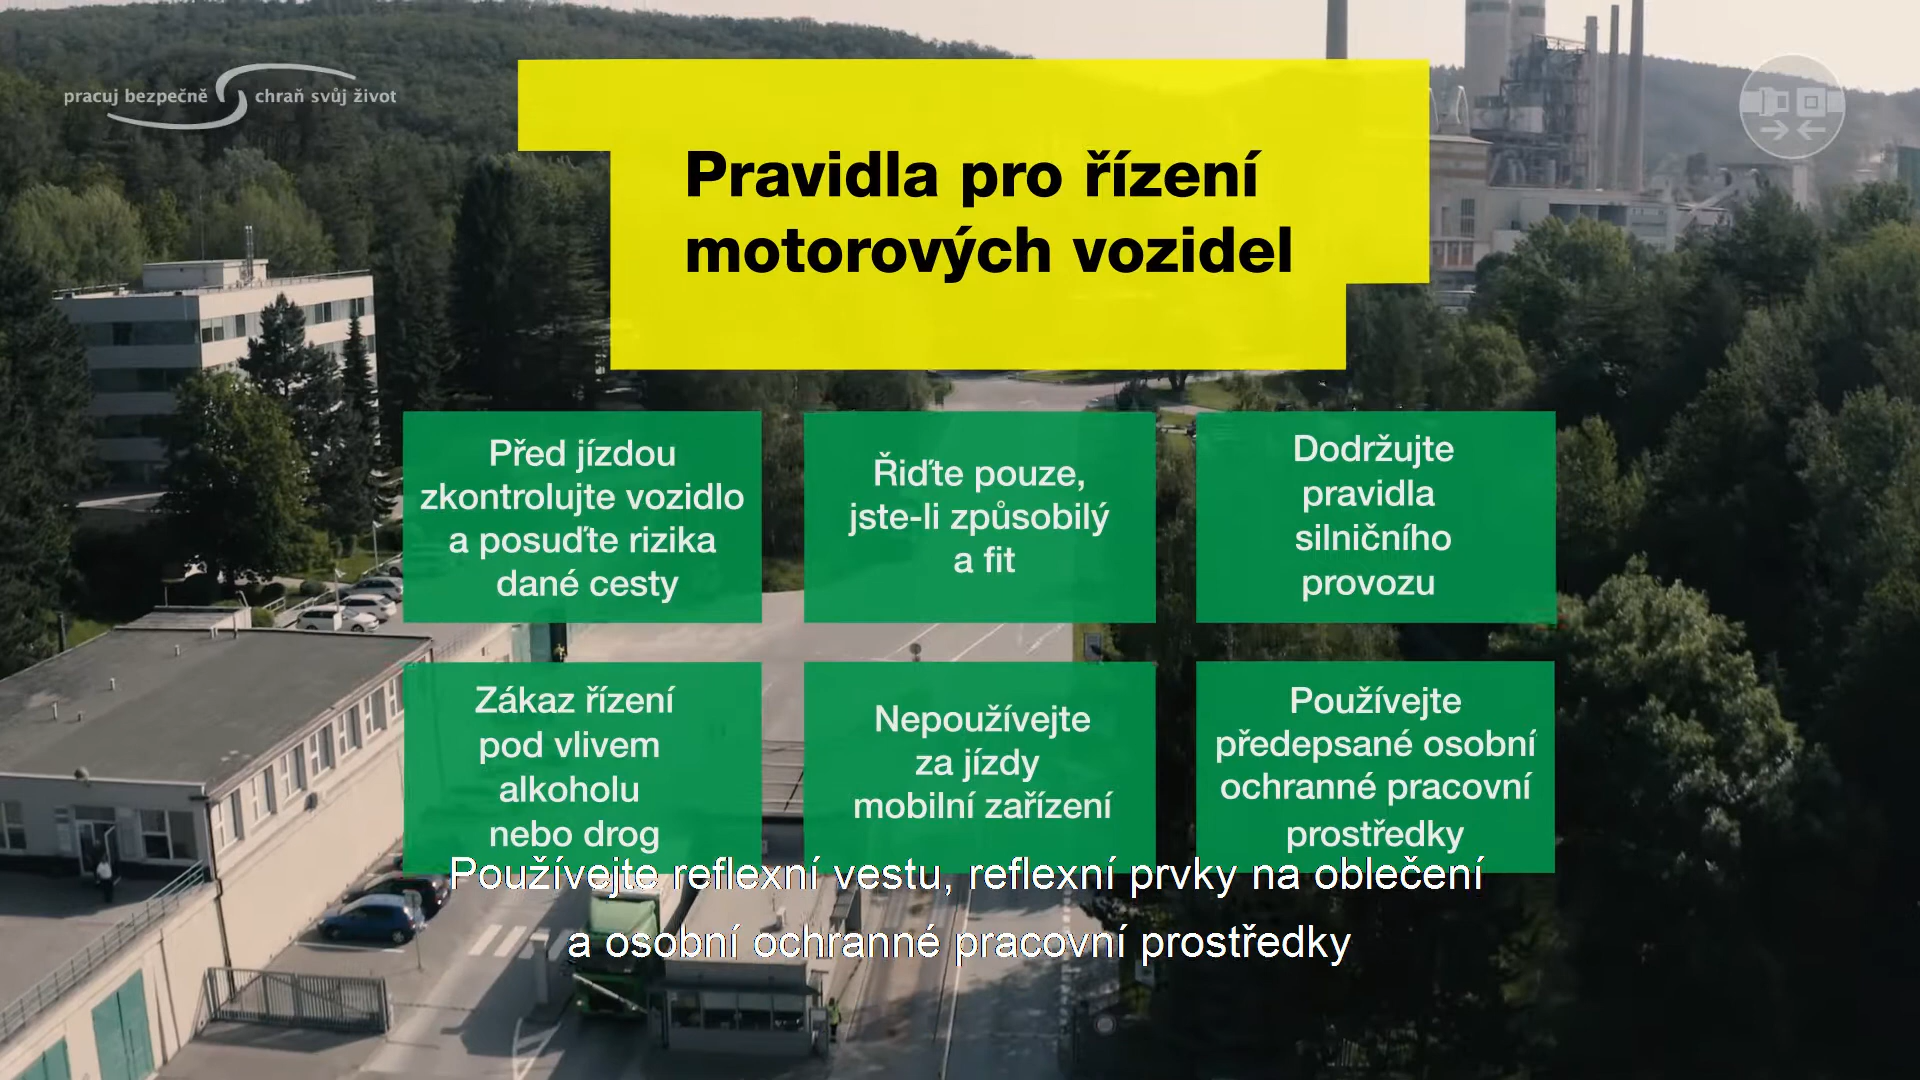 pracuj bezpečně chraň svůj život
Pravidla pro řízení
motorových vozidel
Před jízdou
zkontrolujte vozidlo
a posuďte rizika
dané cesty
Řiďte pouze,
jste-li způsobilý
a fit
Dodržujte
pravidla
silničního
provozu
Zákaz řízení
pod vlivem
alkoholu
nebo drog
Nepoužívejte
za jízdy
mobilní zařízení
Používejte
předepsané osobní
ochranné pracovní
prostředky
Používejte reflexní vestu, reflexní prvky na oblečení
a osobní ochranné pracovní prostředky